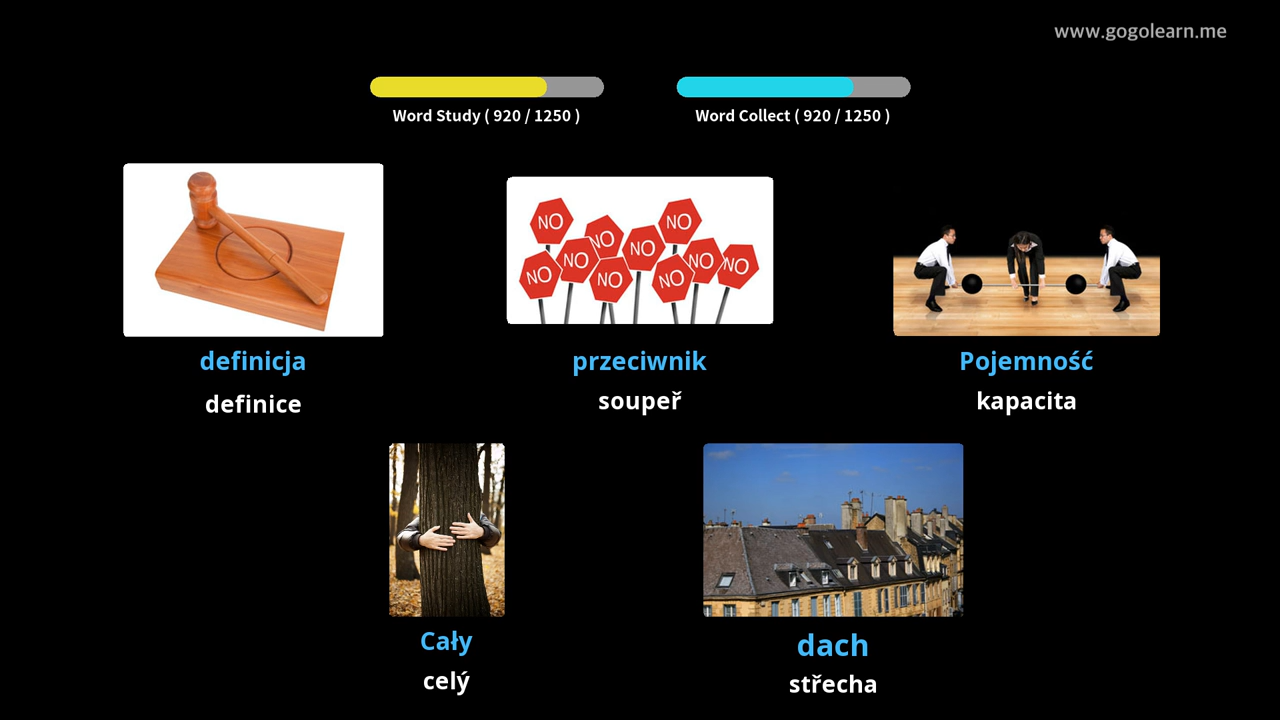 www.gogolearn.me
Word Study ( 920 / 1250 )
Word Collect ( 920 / 1250 )
NO
NO
NO
NO
NO
NO
NO
NO
NO
NO
definicja
przeciwnik
Pojemność
definice
soupeř
kapacita
Cały
dach
celý
střecha